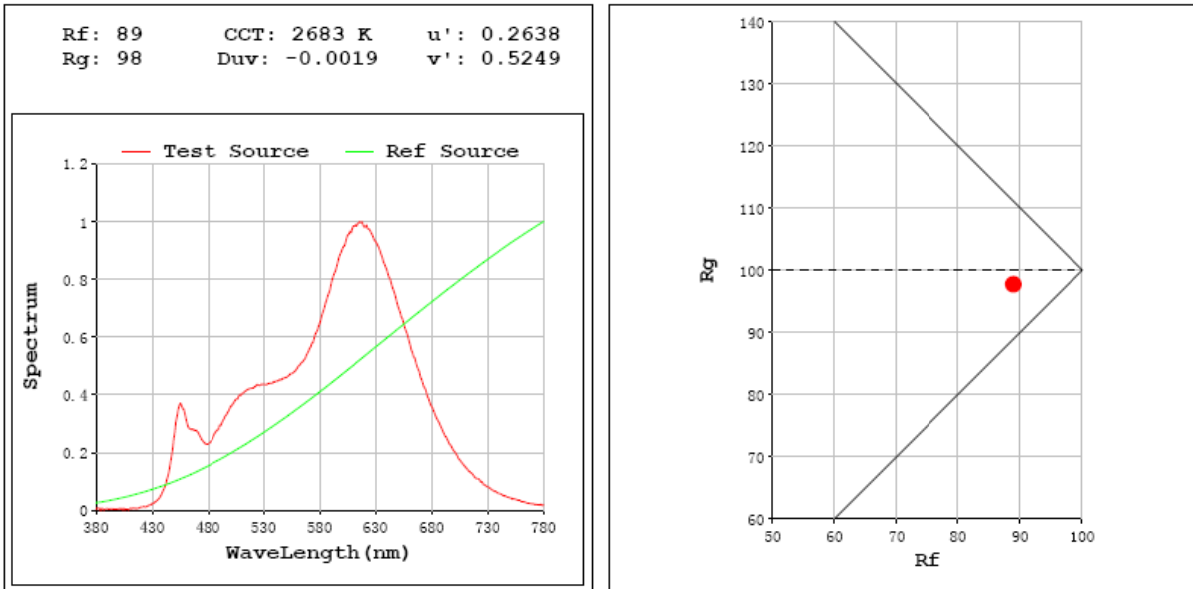 Rf: 89 CCT: 2683 K u': 0.2638
Rg: 98 Duv: -0.0019 v': 0.5249
Test Source Ref Source
1.2
1
0.8
0.6
0.4
0.2
0
Spectrum
380 430 480 530 580 630 680 730 780
WaveLength(nm)
140
130
120
110
100
90
80
70
60
Rg
50 60 70 80 90 100
Rf